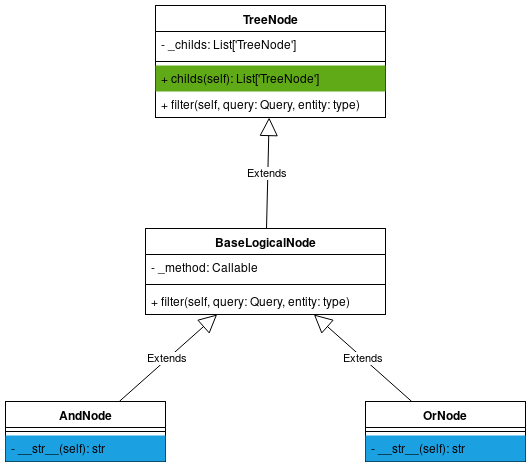 TreeNode
- _childs: List['TreeNode']
+ childs(self): List['TreeNode']
+ filter(self, query: Query, entity: type)
Extends
BaseLogicalNode
- _method: Callable
+ filter(self, query: Query, entity: type)
Extends
Extends
AndNode
- __str__(self): str
OrNode
- __str__(self): str